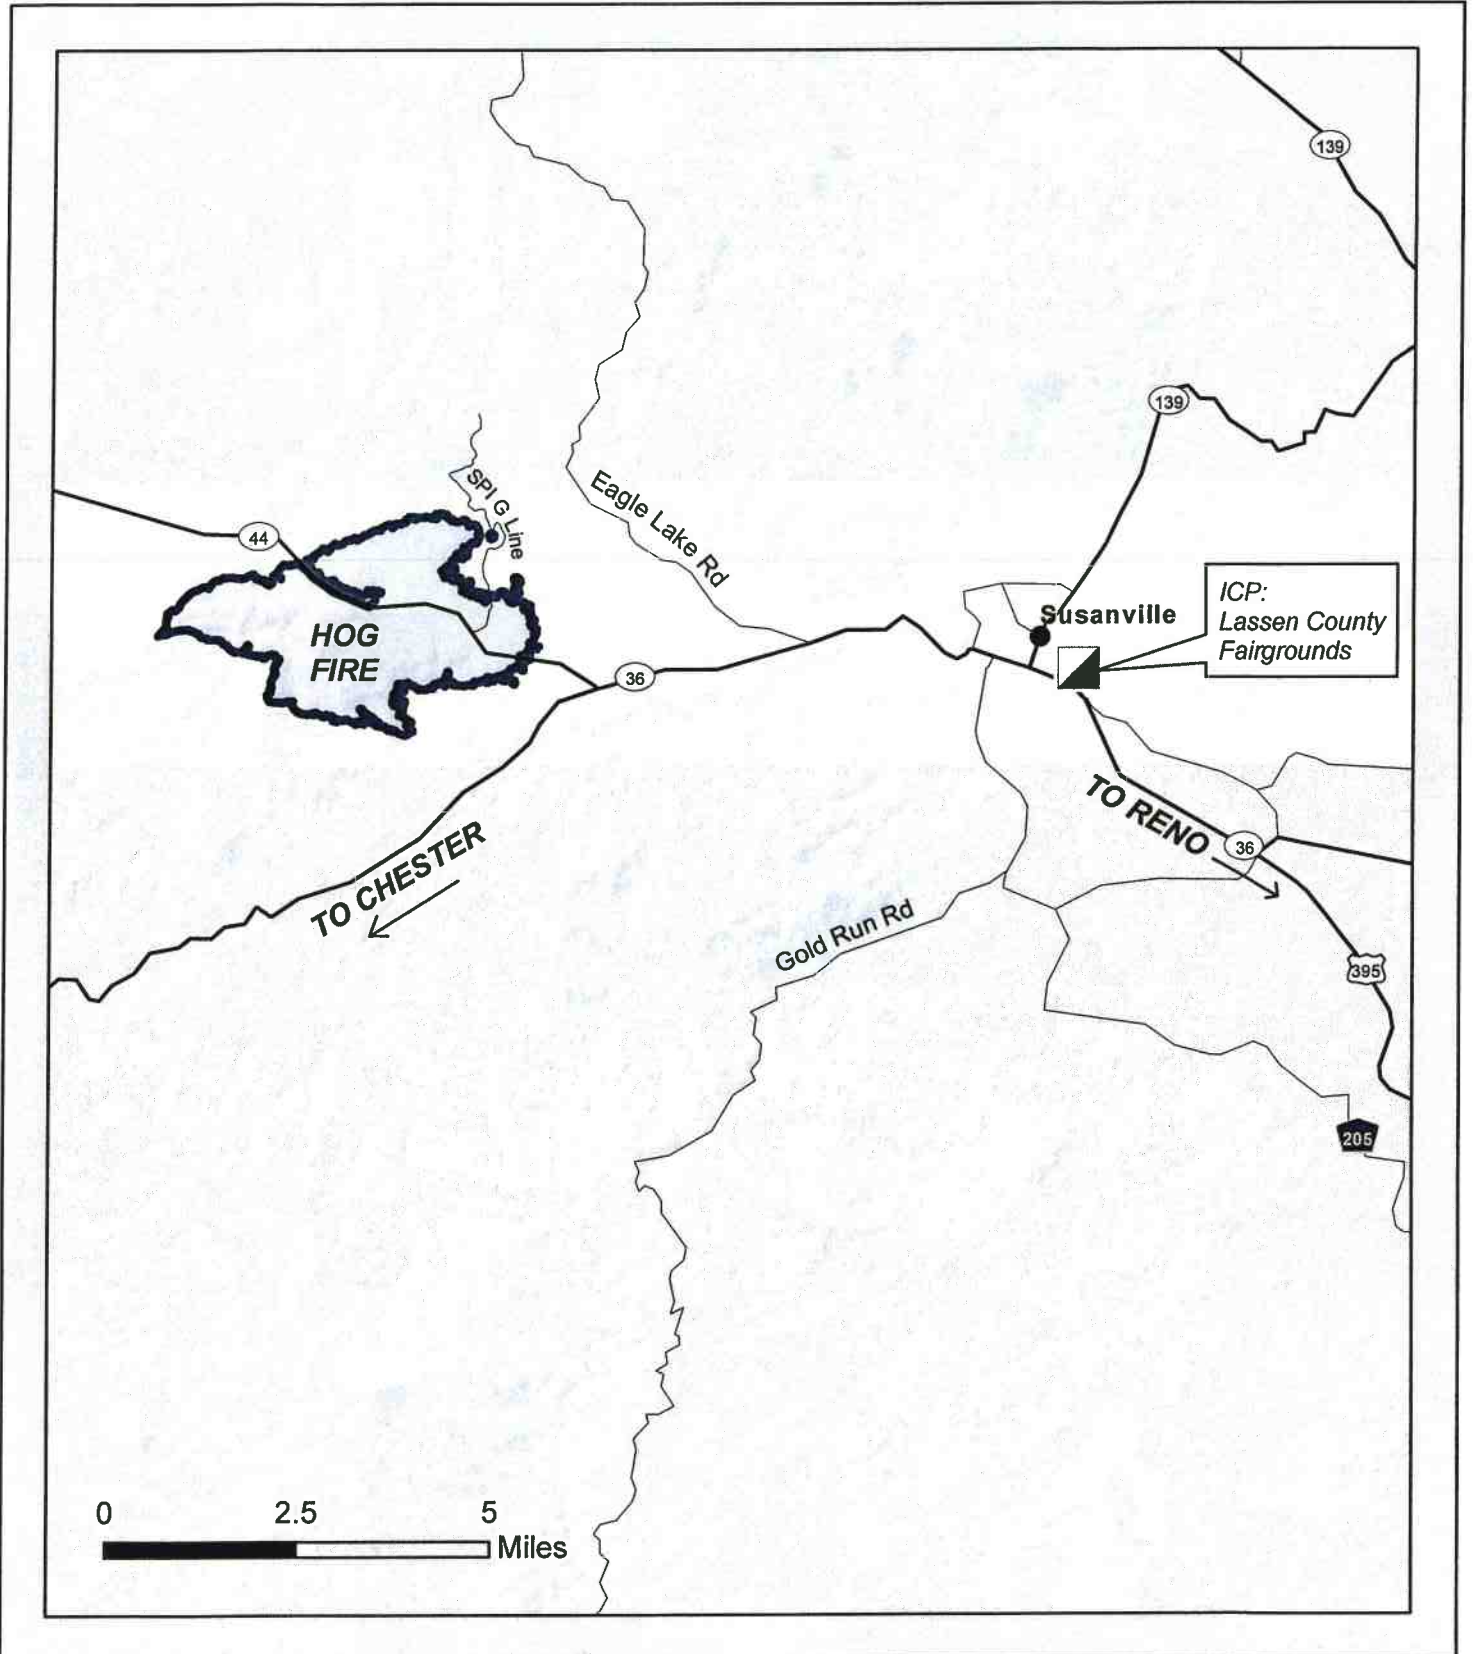 139
139
SPI G Line
Eagle Lake Rd
44
Susanville
ICP:
Lassen County
Fairgrounds
HOG
FIRE
36
TO RENO
36
TO CHESTER
Gold Run Rd
395
205
0 2.5 5
Miles